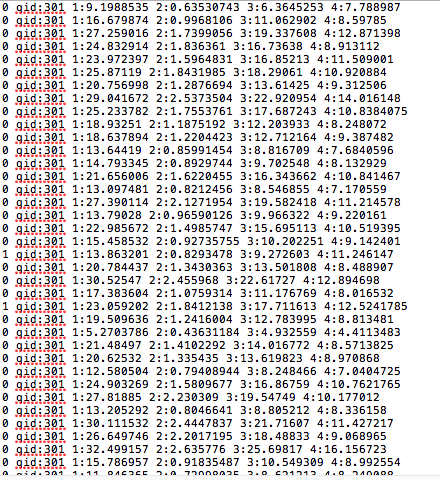 0 qid:301 1:9.1988535 2:0.63530743 3:6.3645253 4:7.788987
0 qid:301 1:16.679874 2:0.9968106 3:11.062902 4:8.59785
0 qid:301 1:27.259016 2:1.7399056 3:19.337608 4:12.871398
0 qid:301 1:24.832914 2:1.836361 3:16.73638 4:8.913112
0 qid:301 1:23.972397 2:1.5964831 3:16.85213 4:11.509001
0 qid:301 1:25.87119 2:1.8431985 3:18.29061 4:10.920884
0 qid:301 1:20.756998 2:1.2876694 3:13.61425 4:9.312506
0 qid:301 1:29.041672 2:2.5373504 3:22.920954 4:14.016148
0 qid:301 1:25.233782 2:1.7553761 3:17.687243 4:10.8384075
0 qid:301 1:18.93251 2:1.1875192 3:12.203933 4:8.248072
0 qid:301 1:18.637894 2:1.2204423 3:12.712164 4:9.387482
0 qid:301 1:13.64419 2:0.85991454 3:8.816709 4:7.6840596
0 qid:301 1:14.793345 2:0.8929744 3:9.702548 4:8.132929
0 qid:301 1:21.656006 2:1.6220455 3:16.343662 4:10.841467
0 qid:301 1:13.097481 2:0.8212456 3:8.546855 4:7.170559
0 qid:301 1:27.390114 2:2.1271954 3:19.582418 4:11.214578
0 qid:301 1:13.79028 2:0.96590126 3:9.966322 4:9.220161
0 qid:301 1:22.985672 2:1.4985747 3:15.695113 4:10.519395
0 qid:301 1:15.458532 2:0.92735755 3:10.202251 4:9.142401
1 qid:301 1:13.863201 2:0.8293478 3:9.272603 4:11.246147
0 qid:301 1:20.784437 2:1.3430363 3:13.501808 4:8.488907
0 qid:301 1:30.52547 2:2.455968 3:22.61727 4:12.894698
0 qid:301 1:17.383604 2:1.0759314 3:11.176769 4:8.016532
1 qid:301 1:23.059202 2:1.8412138 3:17.711613 4:12.5241785
0 qid:301 1:19.509636 2:1.2416004 3:12.783995 4:8.813481
0 qid:301 1:5.2703786 2:0.43631184 3:4.932559 4:4.4113483
0 qid:301 1:21.48497 2:1.4102292 3:14.016772 4:8.5713825
0 qid:301 1:20.62532 2:1.335435 3:13.619823 4:8.970868
0 qid:301 1:12.580504 2:0.79408944 3:8.248466 4:7.0404725
0 qid:301 1:24.903269 2:1.5809677 3:16.86759 4:10.7621765
0 qid:301 1:27.81885 2:2.230309 3:19.54749 4:10.177012
0 qid:301 1:13.205292 2:0.8046641 3:8.805212 4:8.336158
0 qid:301 1:30.111532 2:2.4447837 3:21.71607 4:11.427217
0 qid:301 1:26.649746 2:2.2017195 3:18.48833 4:9.068965
0 qid:301 1:32.499157 2:2.635776 3:25.69817 4:16.156723
0 qid:301 1:15.786957 2:0.91835487 3:10.549309 4:8.992554
0 qid:301